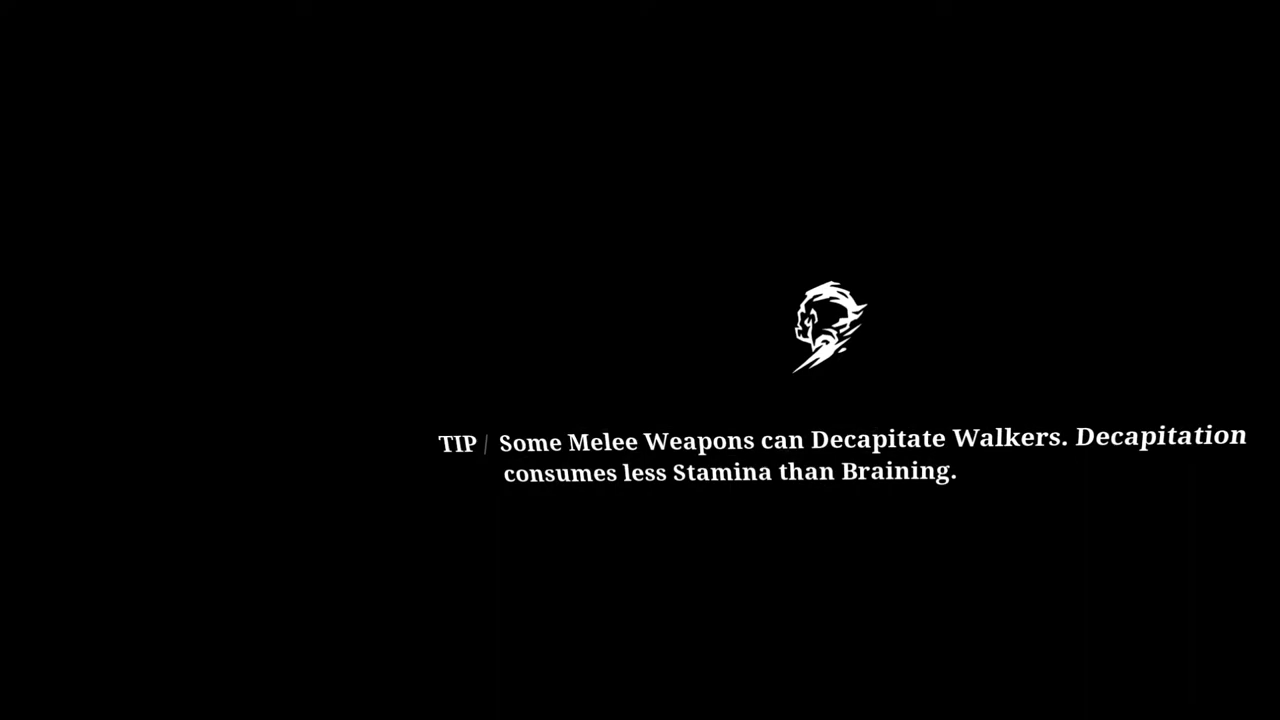 TIP / Some Melee Weapons can Decapitate Walkers. Decapitation
consumes less Stamina than Braining.